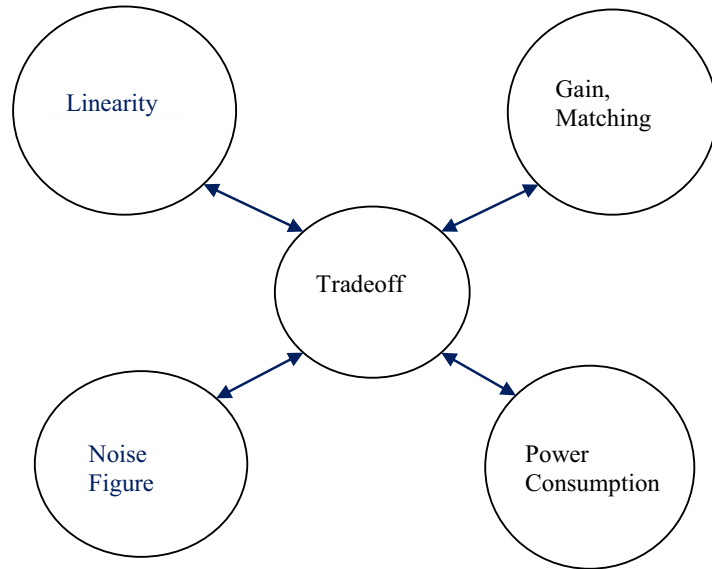 Linearity
Gain,
Matching
Tradeoff
Noise
Figure
Power
Consumption